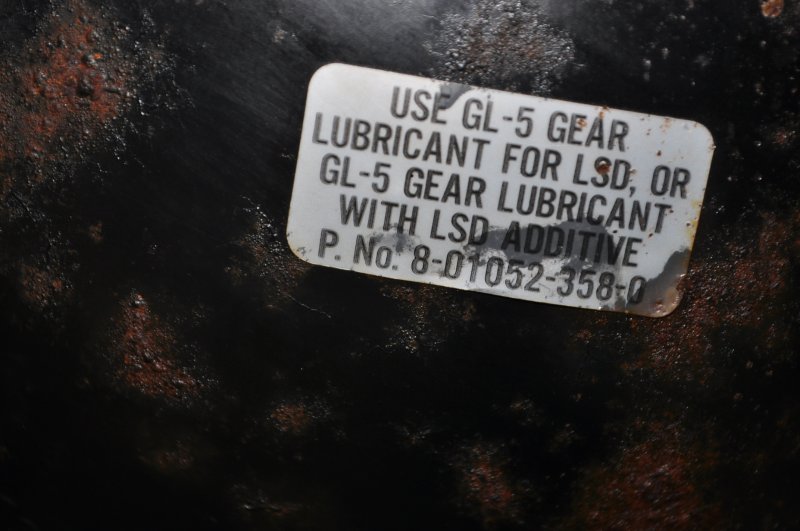 USE GL-5 GEAR
LUBRICANT FOR LSD, OR
GL-5 GEAR LUBRICANT
WITH LSD ADDITIVE
P. No. 8-01052-358-0